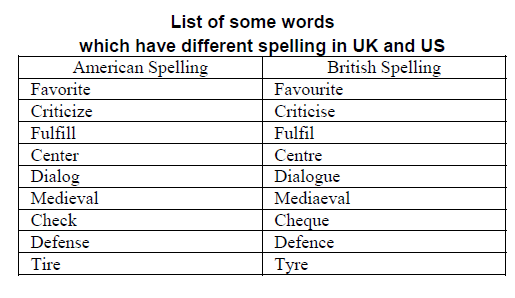 List of some words
which have different spelling in UK and US
American Spelling British Spelling
Favorite Favourite
Criticize Criticise
Fulfill Fulfil
Center Centre
Dialog Dialogue
Medieval Mediaeval
Check Cheque
Defense Defence
Tire Tyre